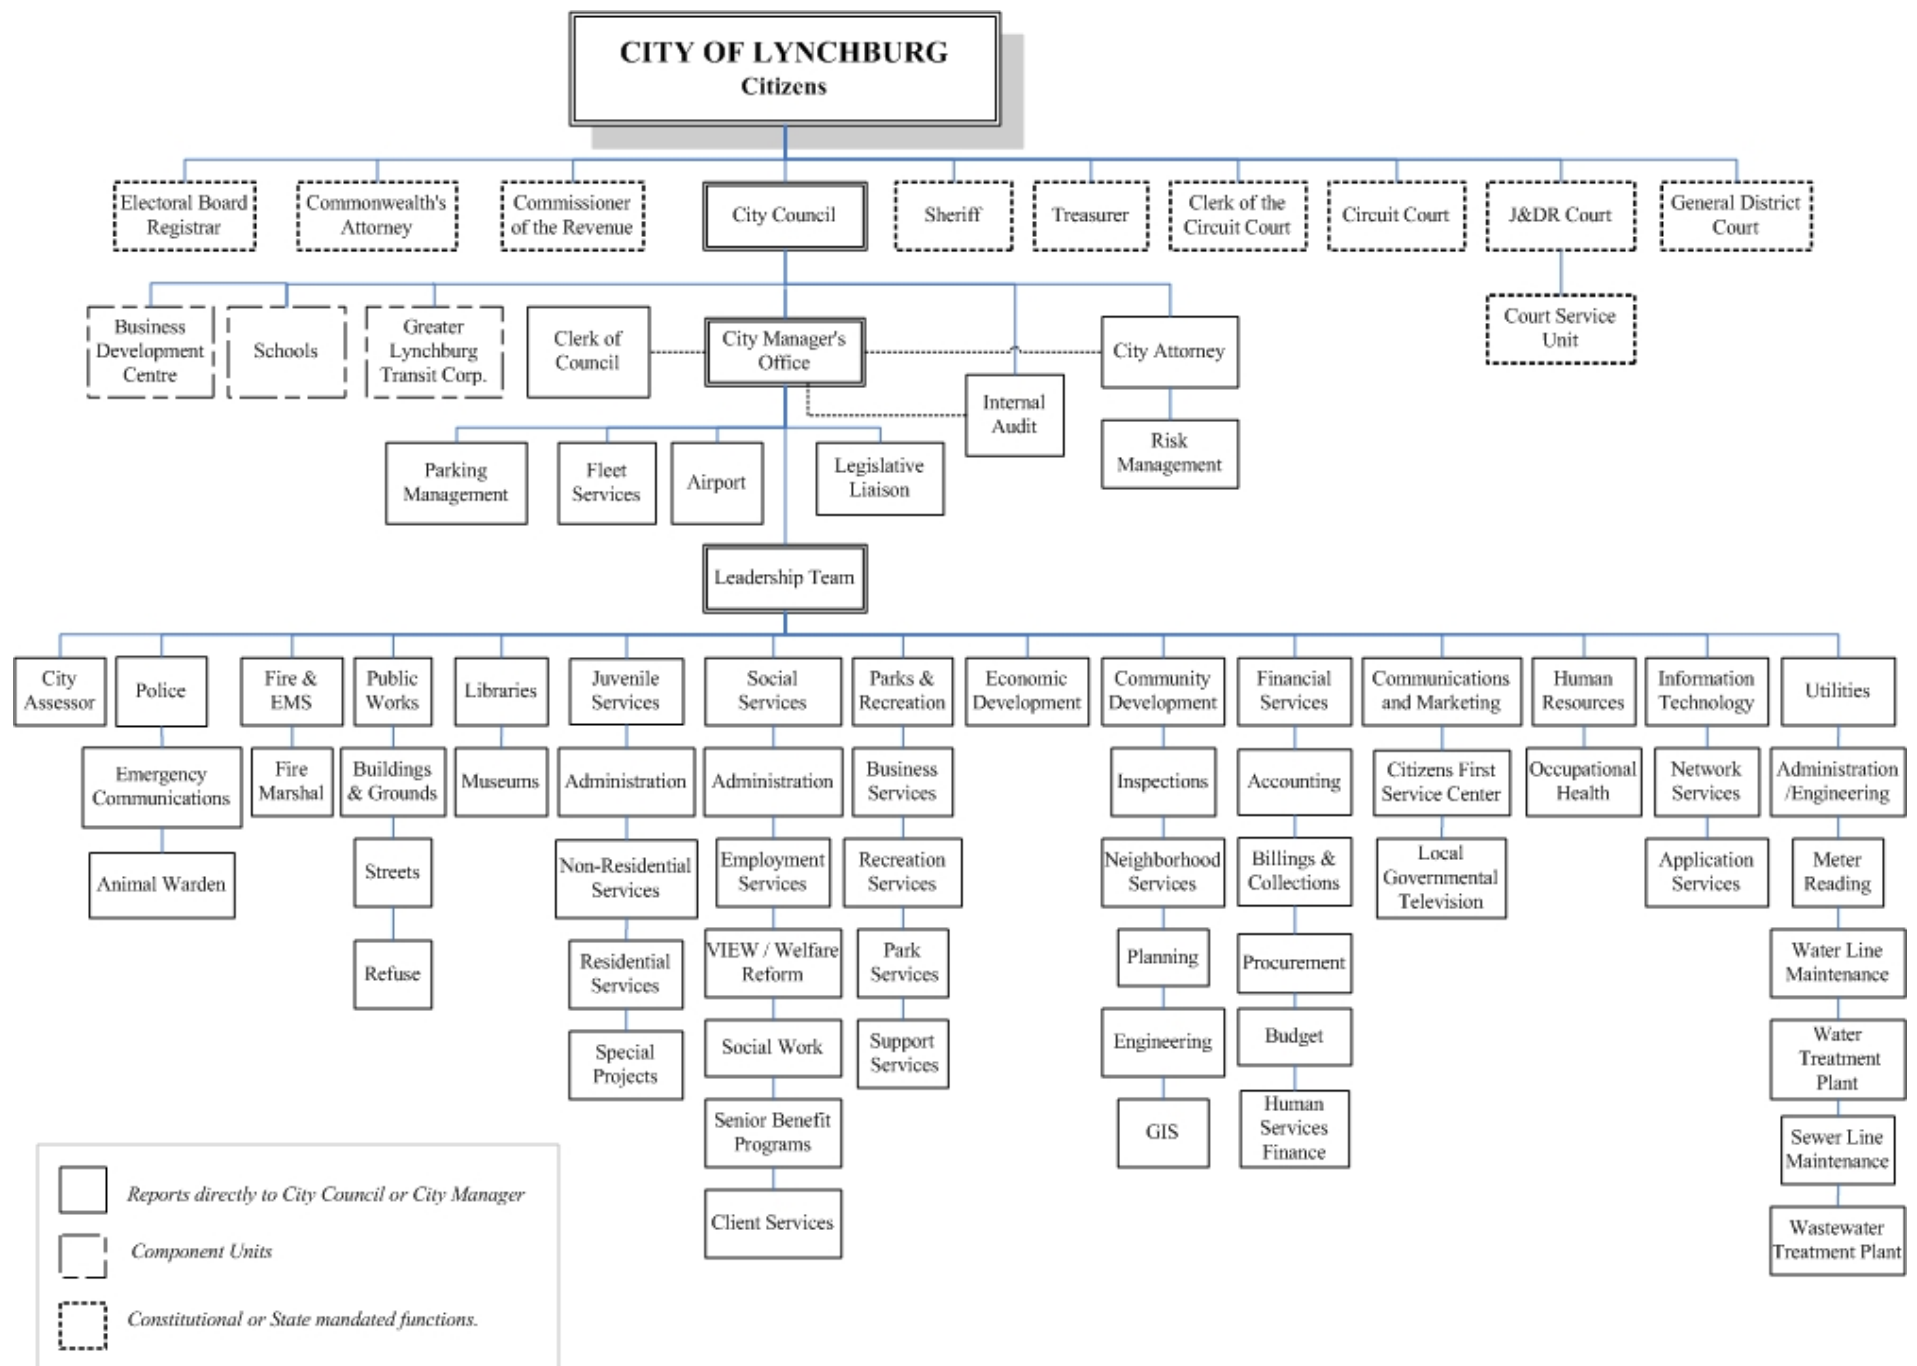 CITY OF LYNCHBURG
Citizens
Electoral Board
Registrar
Commonwealth's
Attorney
Commissioner
of the Revenue
City Council
Sheriff
Treasurer
Clerk of the
Circuit Court
Circuit Court
J&DR Court
General District
Court
Court Service
Unit
Business
Development
Centre
Schools
Greater
Lynchburg
Transit Corp.
Clerk of
Council
City Manager's
Office
City Attorney
Internal
Audit
Risk
Management
Parking
Management
Fleet
Services
Airport
Legislative
Liaison
Leadership Team
City
Assessor
Police
Fire &
EMS
Public
Works
Libraries
Juvenile
Services
Social
Services
Parks &
Recreation
Economic
Development
Community
Development
Financial
Services
Communications
and Marketing
Human
Resources
Information
Technology
Utilities
Emergency
Communications
Fire
Marshal
Buildings
& Grounds
Museums
Administration
Administration
Business
Services
Inspections
Accounting
Citizens First
Service Center
Occupational
Health
Network
Services
Administration
/Engineering
Animal Warden
Streets
Non-Residential
Services
Employment
Services
Recreation
Services
Neighborhood
Services
Billings &
Collections
Local
Governmental
Television
Application
Services
Meter
Reading
Refuse
Residential
Services
VIEW / Welfare
Reform
Park
Services
Planning
Procurement
Water Line
Maintenance
Special
Projects
Social Work
Support
Services
Engineering
Budget
Water
Treatment
Plant
Senior Benefit
Programs
GIS
Human
Services
Finance
Sewer Line
Maintenance
Client Services
Wastewater
Treatment Plant
Reports directly to City Council or City Manager
Component Units
Constitutional or State mandated functions.